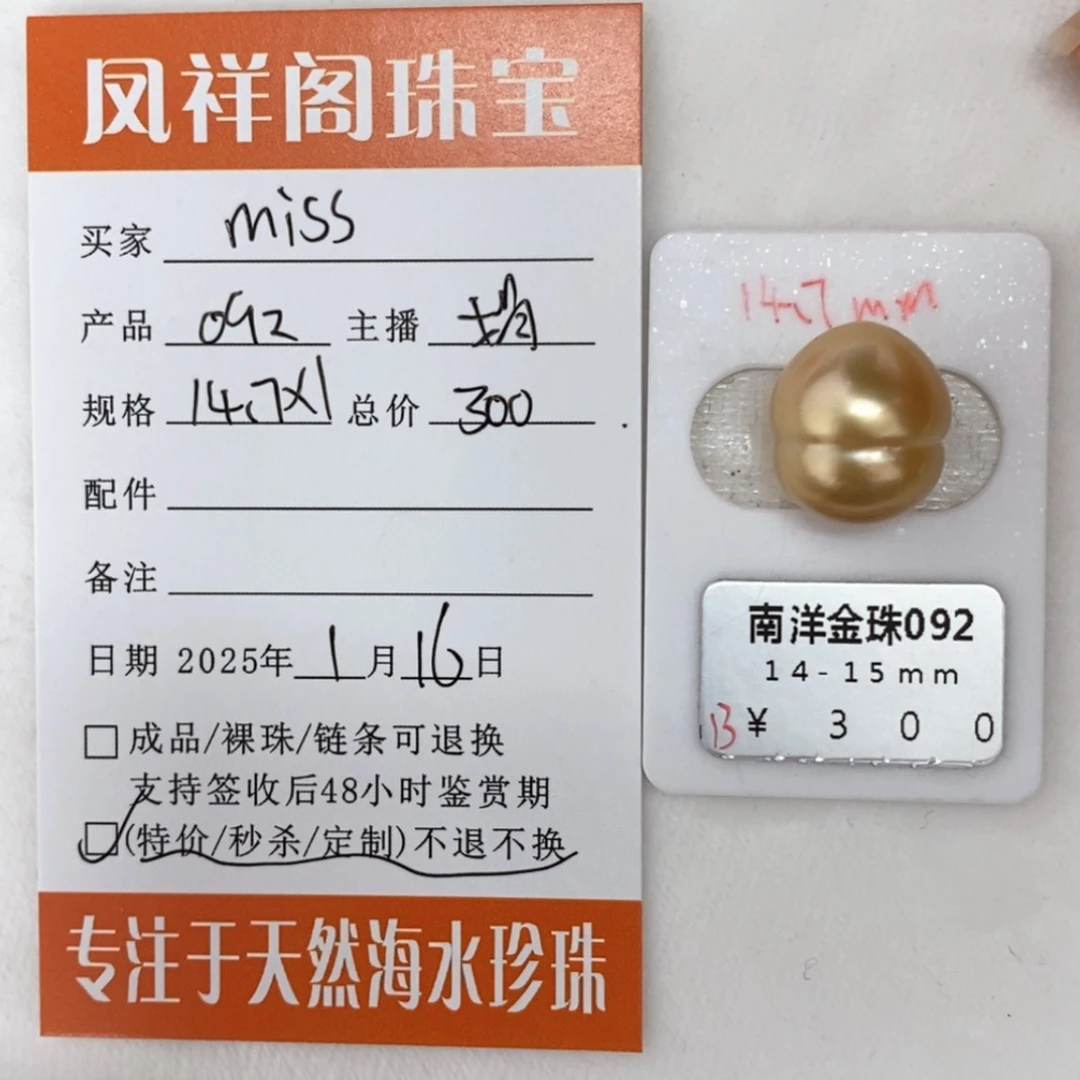 凤祥阁珠宝
买家 miss
产品 092 主播
规格 14.7X1 总价 300
配件
备注
日期 2025年 1 月 16 日
成品/裸珠/链条可退换
支持签收后48小时鉴赏期
(特价/秒杀/定制)不退不换
专注于天然海水珍珠
14.7mm
南洋金珠092
14-15mm
13 ¥ 300